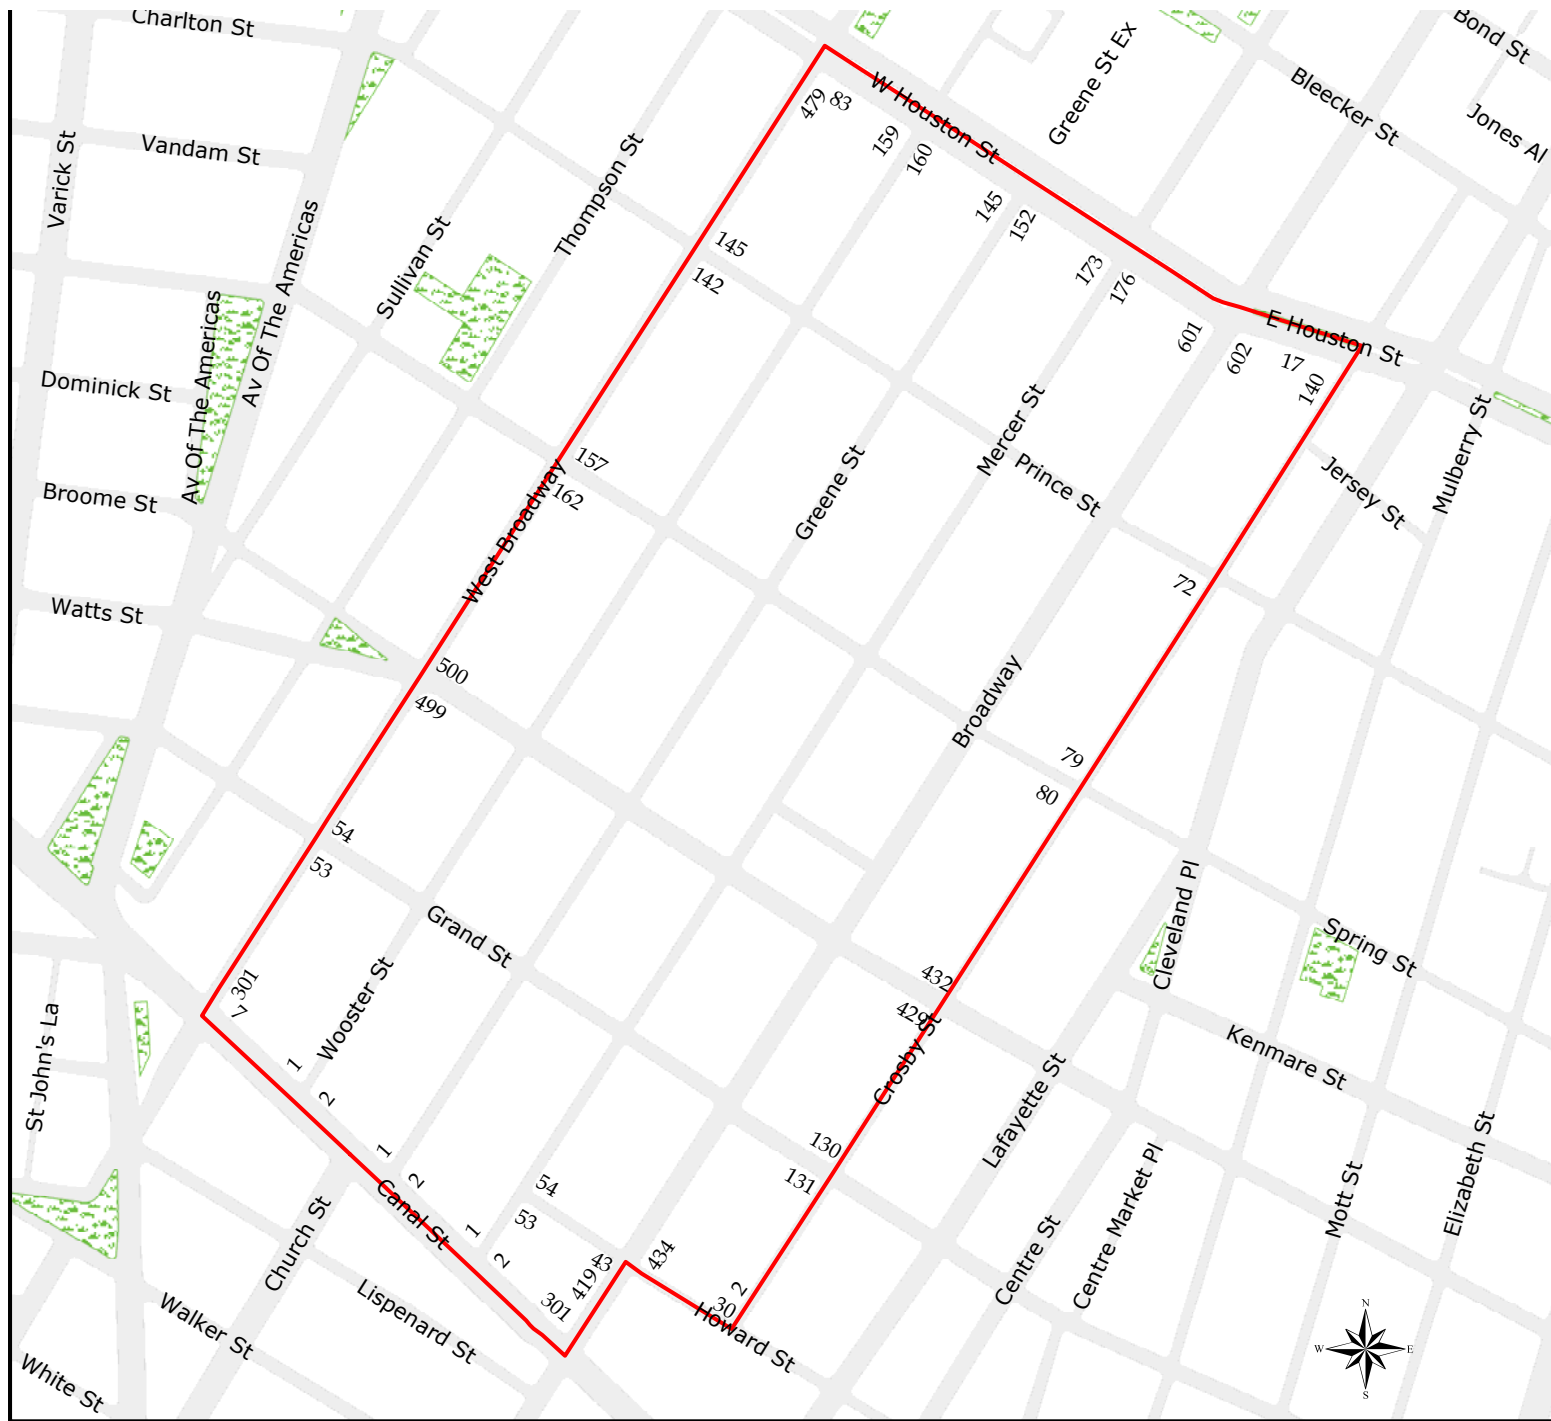 Charlton St
Bond St
Greene St Ex
Bleecker St
W Houston St
479
83
Jones Al
Vandam St
Varick St
Thompson St
159
160
145
152
Sullivan St
Av Of The Americas
145
142
173
176
Av Of The Americas
601
602
E Houston St
17
140
Dominick St
Mercer St
Mulberry St
157
162
Greene St
Prince St
Jersey St
Broome St
West Broadway
72
Watts St
500
499
Broadway
79
80
54
53
Cleveland Pl
Grand St
Spring St
432
429
301
7
Wooster St
Crosby St
St John's La
Kenmare St
1
2
Lafayette St
130
131
1
2
54
53
Canal St
Church St
Centre St
Centre Market Pl
Mott St
Elizabeth St
1
2
43
419
434
301
2
30
Howard St
Lispenard St
Walker St
White St
N
W
E
S